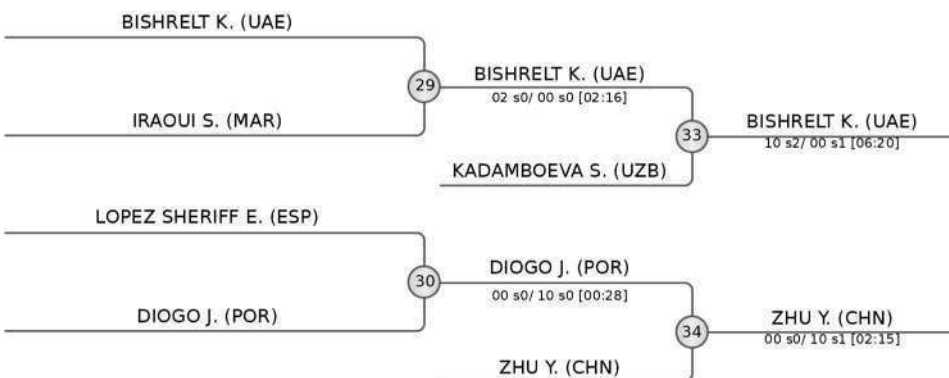 BISHRELT K. (UAE)
29
IRAOUI S. (MAR)
BISHRELT K. (UAE)
02 s0/ 00 s0 [02:16]
33
KADAMBOEVA S. (UZB)
BISHRELT K. (UAE)
10 s2/ 00 s1 [06:20]
LOPEZ SHERIFF E. (ESP)
30
DIOGO J. (POR)
DIOGO J. (POR)
00 s0/ 10 s0 [00:28]
34
ZHU Y. (CHN)
ZHU Y. (CHN)
00 s0/ 10 s1 [02:15]